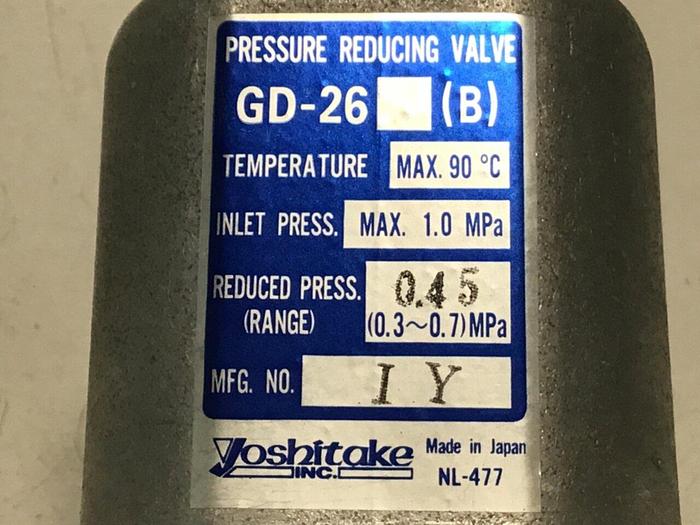 PRESSURE REDUCING VALVE
GD-26 (B)
TEMPERATURE MAX. 90 °C
INLET PRESS. MAX. 1.0 MPa
REDUCED PRESS. 0.45
(RANGE) (0.3~0.7)MPa
MFG. NO. I Y
Yoshitake Made in Japan
INC. NL-477